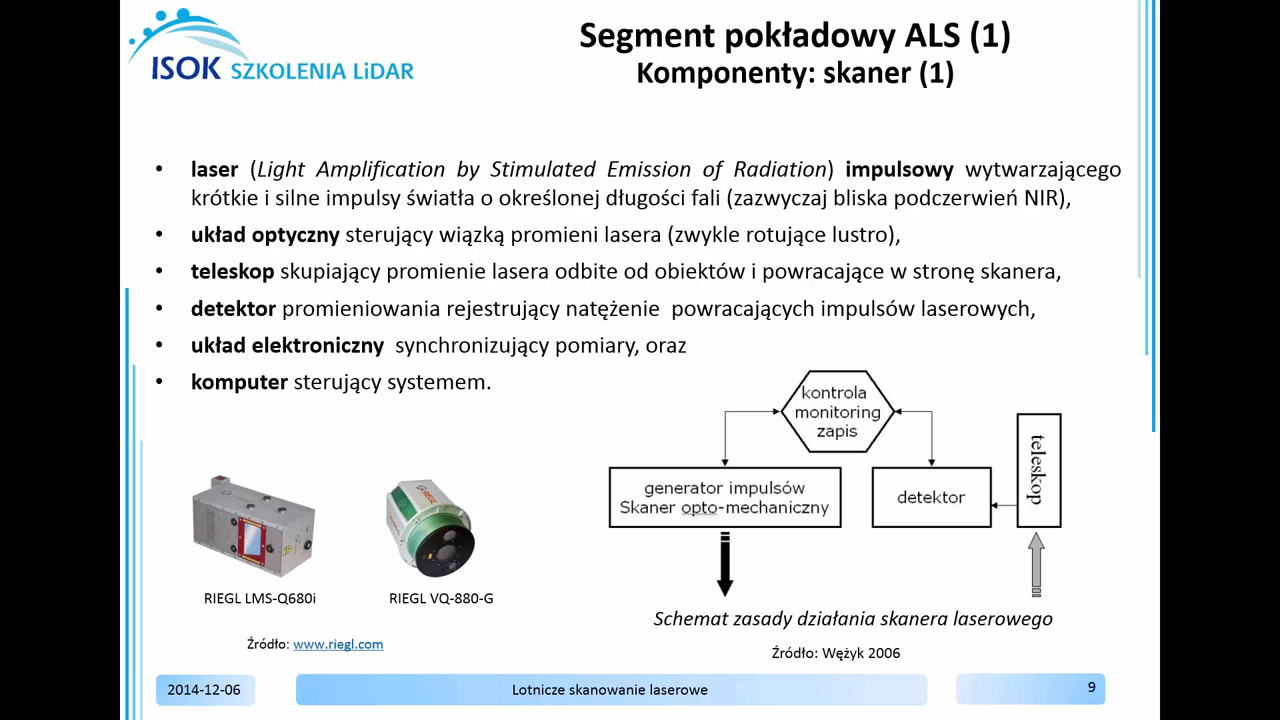 ISOK SZKOLENIA LiDAR
Segment pokładowy ALS (1)
Komponenty: skaner (1)
• laser (Light Amplification by Stimulated Emission of Radiation) impulsowy wytwarzającego
krótkie i silne impulsy światła o określonej długości fali (zazwyczaj bliska podczerwień NIR),
• układ optyczny sterujący wiązką promieni lasera (zwykle rotujące lustro),
• teleskop skupiający promienie lasera odbite od obiektów i powracające w stronę skanera,
• detektor promieniowania rejestrujący natężenie powracających impulsów laserowych,
• układ elektroniczny synchronizujący pomiary, oraz
• komputer sterujący systemem.
kontrola
monitoring
zapis
generator impulsów
Skaner opto-mechaniczny
detektor
teleskop
RIEGL
RIEGL LMS-Q680i
RIEGL VQ-880-G
Schemat zasady działania skanera laserowego
Źródło: www.riegl.com
Źródło: Wężyk 2006
2014-12-06
Lotnicze skanowanie laserowe
9